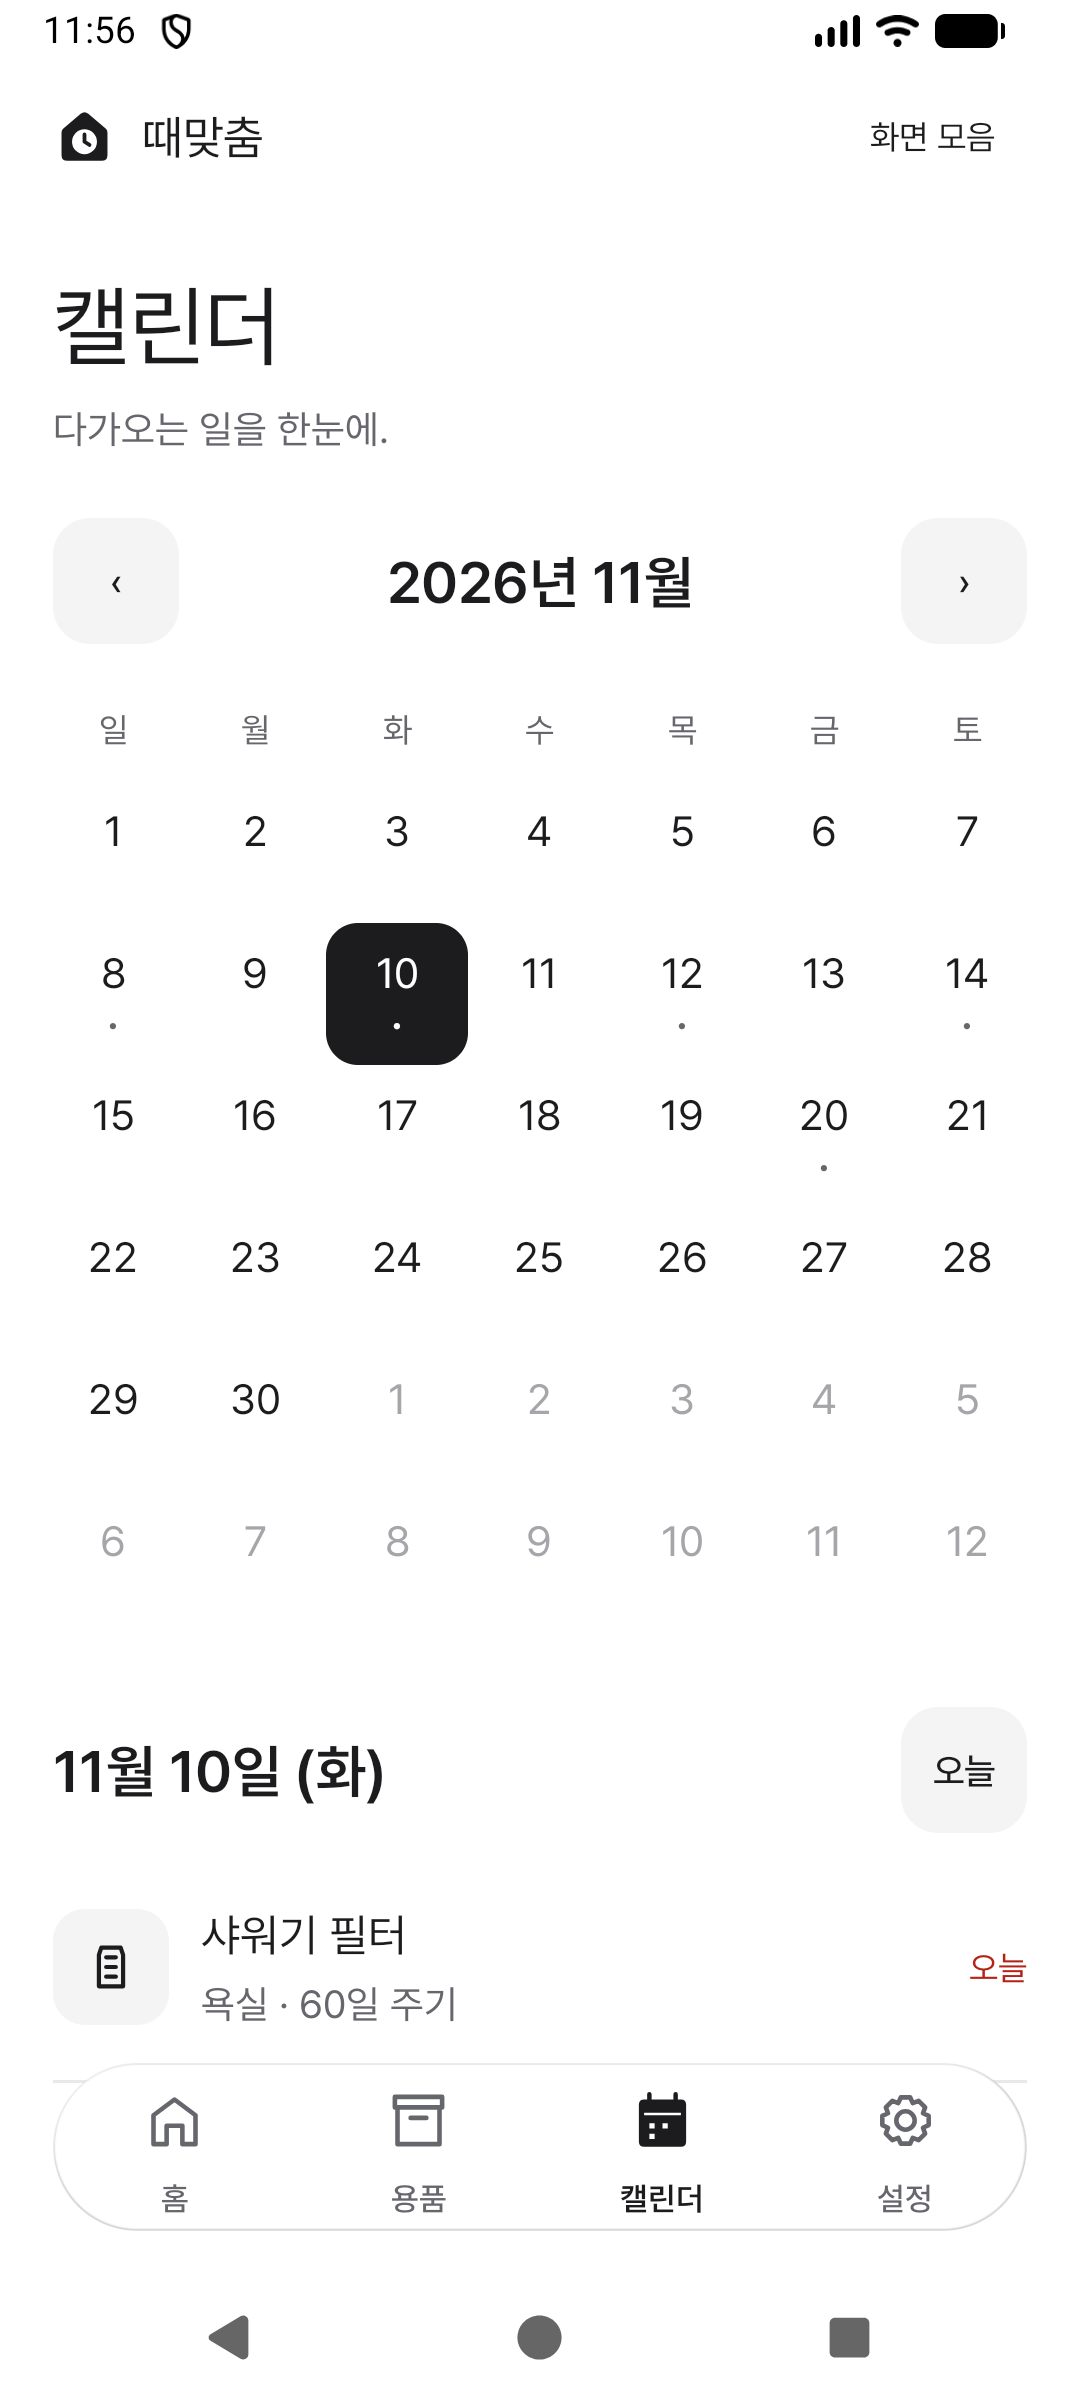 11:56
때맞춤
화면 모음
캘린더
다가오는 일을 한눈에.
‹ 2026년 11월 ›
일 월 화 수 목 금 토
1 2 3 4 5 6 7
8 9 10 11 12 13 14
15 16 17 18 19 20 21
22 23 24 25 26 27 28
29 30 1 2 3 4 5
6 7 8 9 10 11 12
11월 10일 (화)
오늘
샤워기 필터
욕실 · 60일 주기
오늘
홈 용품 캘린더 설정